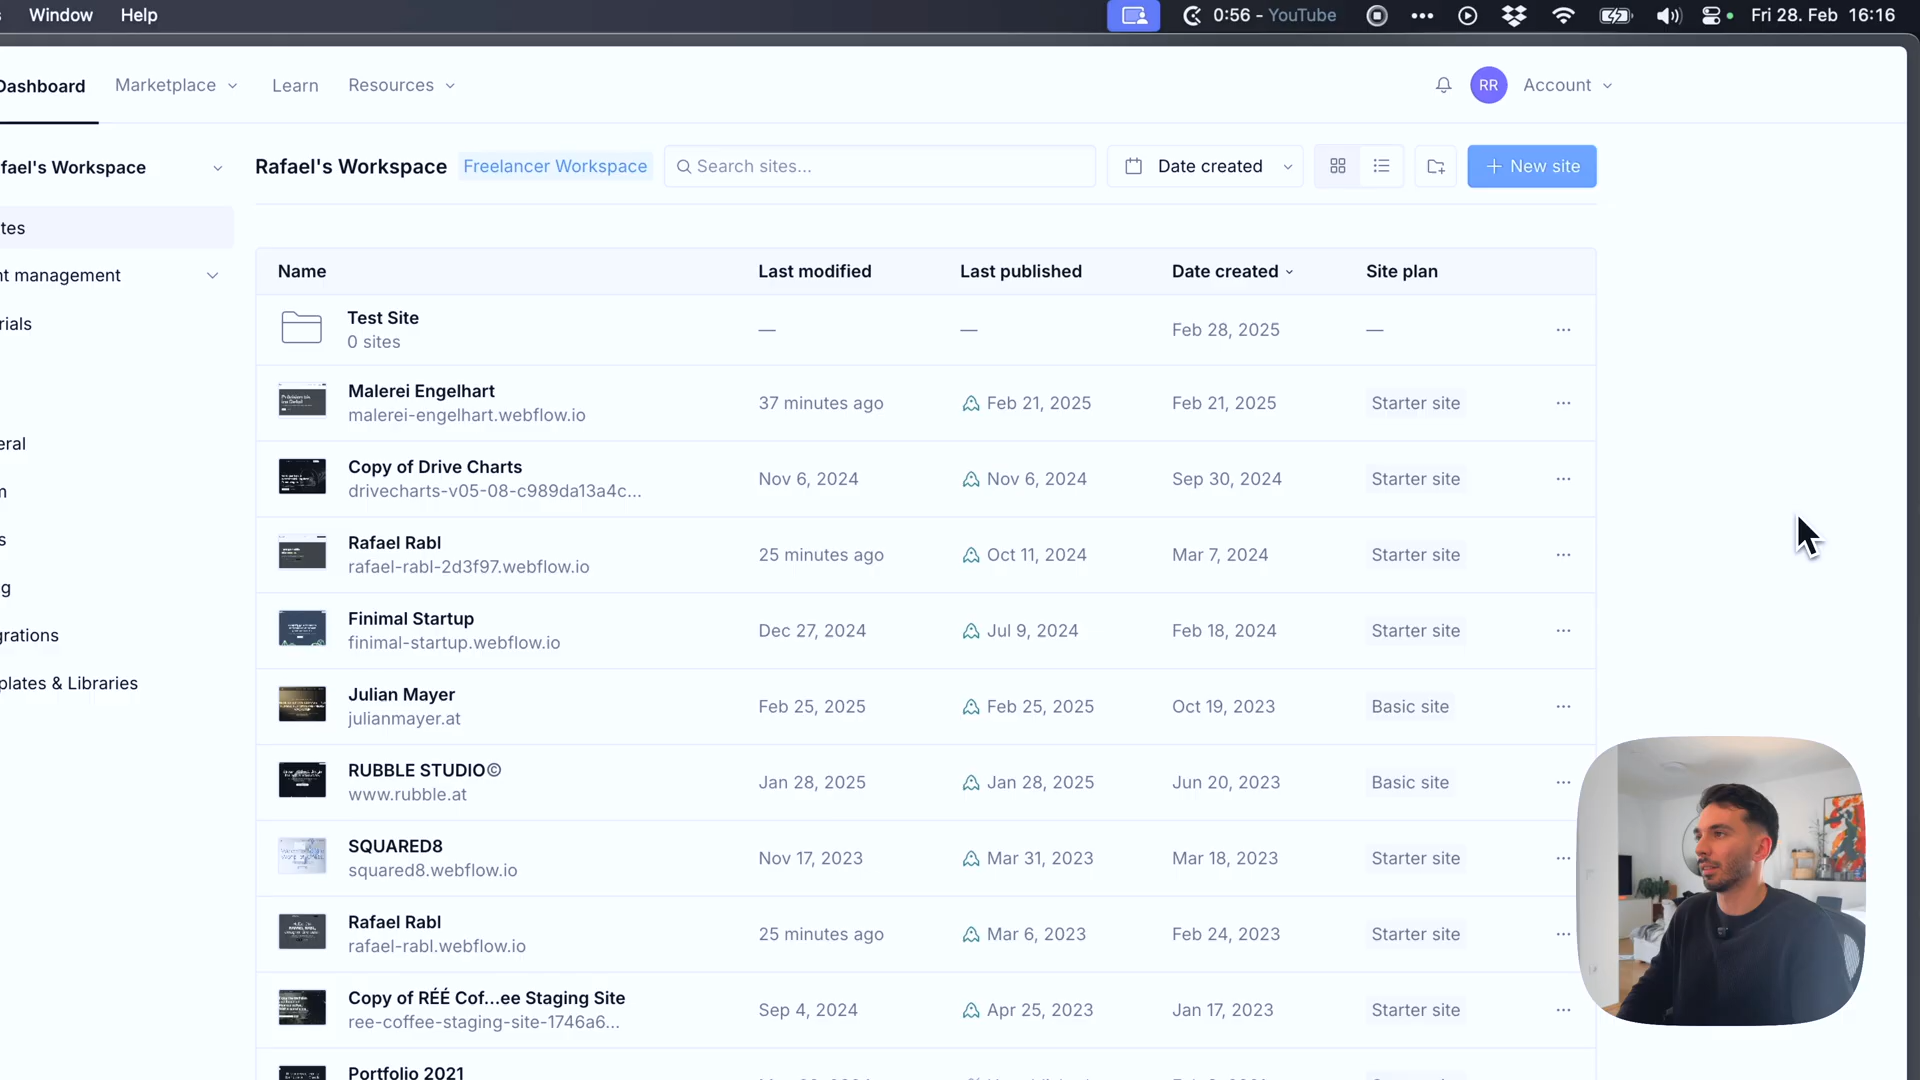 Window Help 0:56 - YouTube Fri 28. Feb 16:16
Dashboard Marketplace Learn Resources RR Account
fael's Workspace Rafael's Workspace Freelancer Workspace Search sites... Date created New site
tes
nt management
rials
eral
m
s
g
grations
plates & Libraries
Name Last modified Last published Date created Site plan
Test Site
0 sites — — Feb 28, 2025 —
Malerei Engelhart
malerei-engelhart.webflow.io 37 minutes ago Feb 21, 2025 Feb 21, 2025 Starter site
Copy of Drive Charts
drivecharts-v05-08-c989da13a4c... Nov 6, 2024 Nov 6, 2024 Sep 30, 2024 Starter site
Rafael Rabl
rafael-rabl-2d3f97.webflow.io 25 minutes ago Oct 11, 2024 Mar 7, 2024 Starter site
Finimal Startup
finimal-startup.webflow.io Dec 27, 2024 Jul 9, 2024 Feb 18, 2024 Starter site
Julian Mayer
julianmayer.at Feb 25, 2025 Feb 25, 2025 Oct 19, 2023 Basic site
RUBBLE STUDIO©
www.rubble.at Jan 28, 2025 Jan 28, 2025 Jun 20, 2023 Basic site
SQUARED8
squared8.webflow.io Nov 17, 2023 Mar 31, 2023 Mar 18, 2023 Starter site
Rafael Rabl
rafael-rabl.webflow.io 25 minutes ago Mar 6, 2023 Feb 24, 2023 Starter site
Copy of RÉÉ Cof...ee Staging Site
ree-coffee-staging-site-1746a6... Sep 4, 2024 Apr 25, 2023 Jan 17, 2023 Starter site
Portfolio 2021